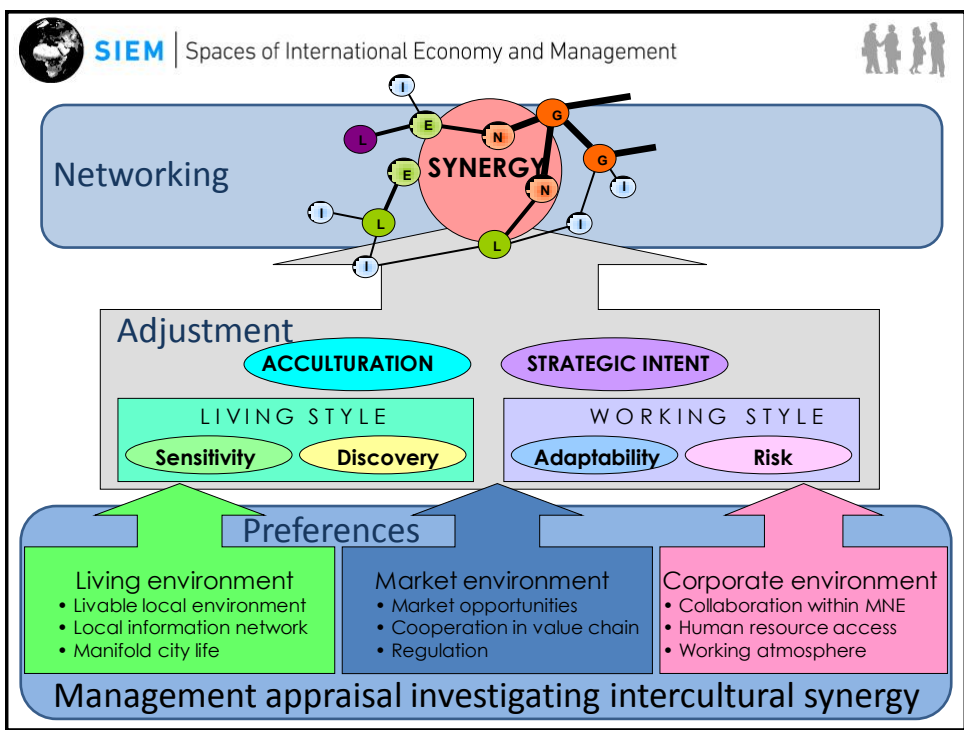 SIEM | Spaces of International Economy and Management
I
L
E
N
G
Networking
SYNERGY
E
G
N
I
I
L
I
L
I
Adjustment
ACCULTURATION
STRATEGIC INTENT
LIVING STYLE
WORKING STYLE
Sensitivity
Discovery
Adaptability
Risk
Preferences
Living environment
• Livable local environment
• Local information network
• Manifold city life
Market environment
• Market opportunities
• Cooperation in value chain
• Regulation
Corporate environment
• Collaboration within MNE
• Human resource access
• Working atmosphere
Management appraisal investigating intercultural synergy